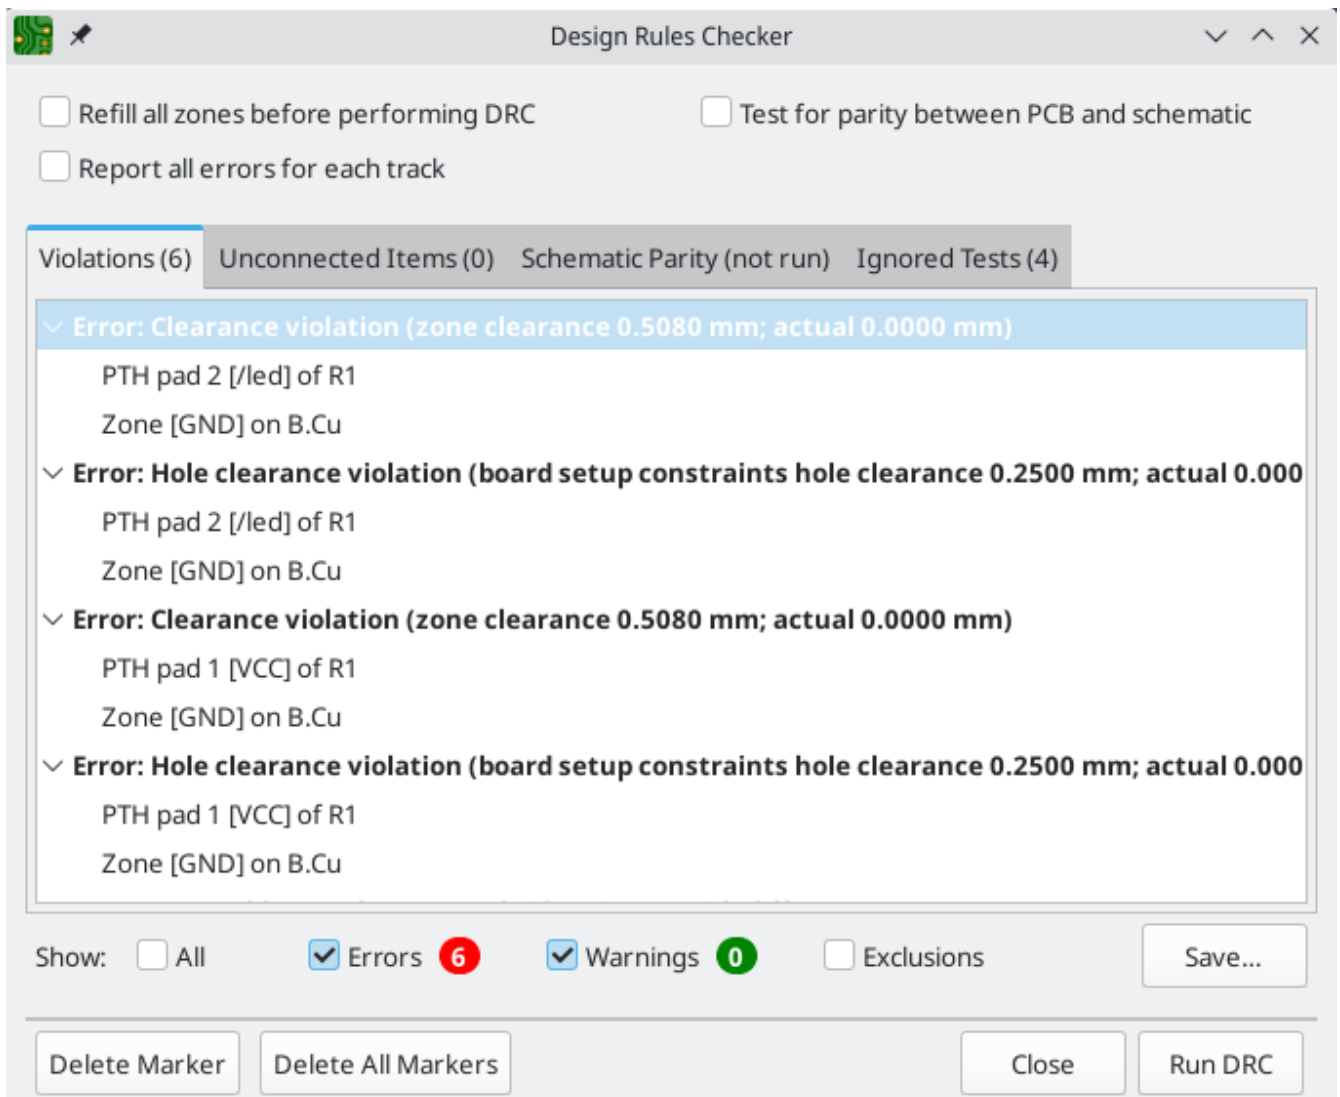 Design Rules Checker
Refill all zones before performing DRC
Test for parity between PCB and schematic
Report all errors for each track
Violations (6) Unconnected Items (0) Schematic Parity (not run) Ignored Tests (4)
Error: Clearance violation (zone clearance 0.5080 mm; actual 0.0000 mm)
PTH pad 2 [/led] of R1
Zone [GND] on B.Cu
Error: Hole clearance violation (board setup constraints hole clearance 0.2500 mm; actual 0.000
PTH pad 2 [/led] of R1
Zone [GND] on B.Cu
Error: Clearance violation (zone clearance 0.5080 mm; actual 0.0000 mm)
PTH pad 1 [VCC] of R1
Zone [GND] on B.Cu
Error: Hole clearance violation (board setup constraints hole clearance 0.2500 mm; actual 0.000
PTH pad 1 [VCC] of R1
Zone [GND] on B.Cu
Show: All Errors 6 Warnings 0 Exclusions Save...
Delete Marker Delete All Markers Close Run DRC